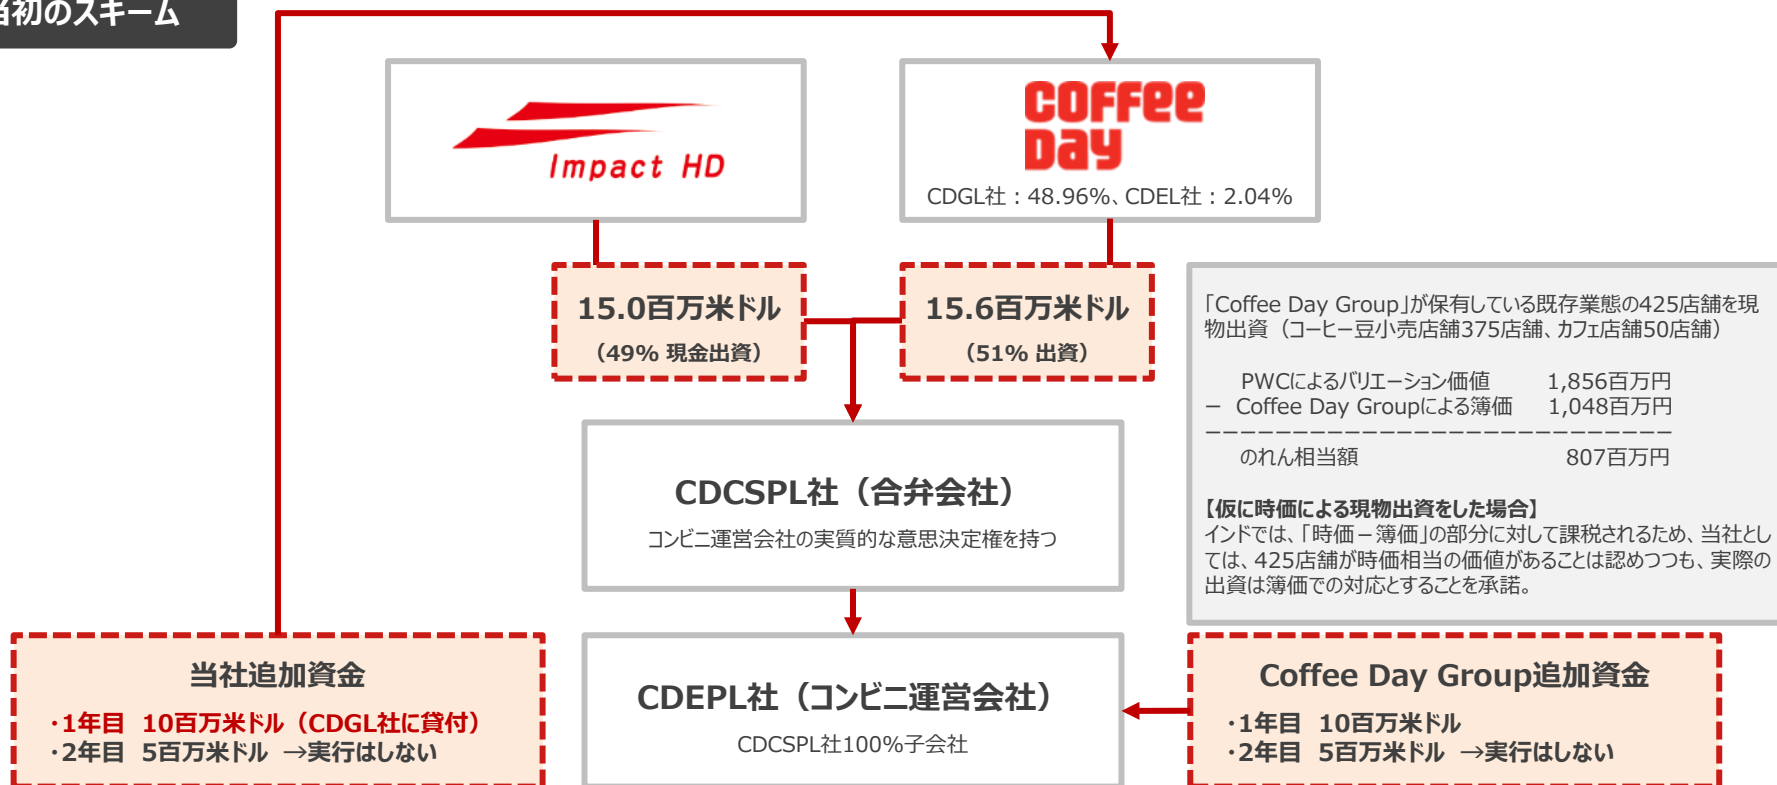 当初のスキーム
Impact HD
COFFEE
DAY
CDGL社：48.96%、CDEL社：2.04%
15.0百万米ドル
（49% 現金出資）
15.6百万米ドル
（51% 出資）
「Coffee Day Group」が保有している既存業態の425店舗を現
物出資（コーヒー豆小売店舗375店舗、カフェ店舗50店舗）
PWCによるバリエーション価値 1,856百万円
− Coffee Day Groupによる簿価 1,048百万円
−−−−−−−−−−−−−−−−−−−−−−−−−−−
のれん相当額 807百万円
【仮に時価による現物出資をした場合】
インドでは、「時価−簿価」の部分に対して課税されるため、当社とし
ては、425店舗が時価相当の価値があることは認めつつも、実際の
出資は簿価での対応とすることを承諾。
CDCSPL社（合弁会社）
コンビニ運営会社の実質的な意思決定権を持つ
当社追加資金
・1年目 10百万米ドル（CDGL社に貸付）
・2年目 5百万米ドル →実行はしない
CDEPL社（コンビニ運営会社）
CDCSPL社100%子会社
Coffee Day Group追加資金
・1年目 10百万米ドル
・2年目 5百万米ドル →実行はしない